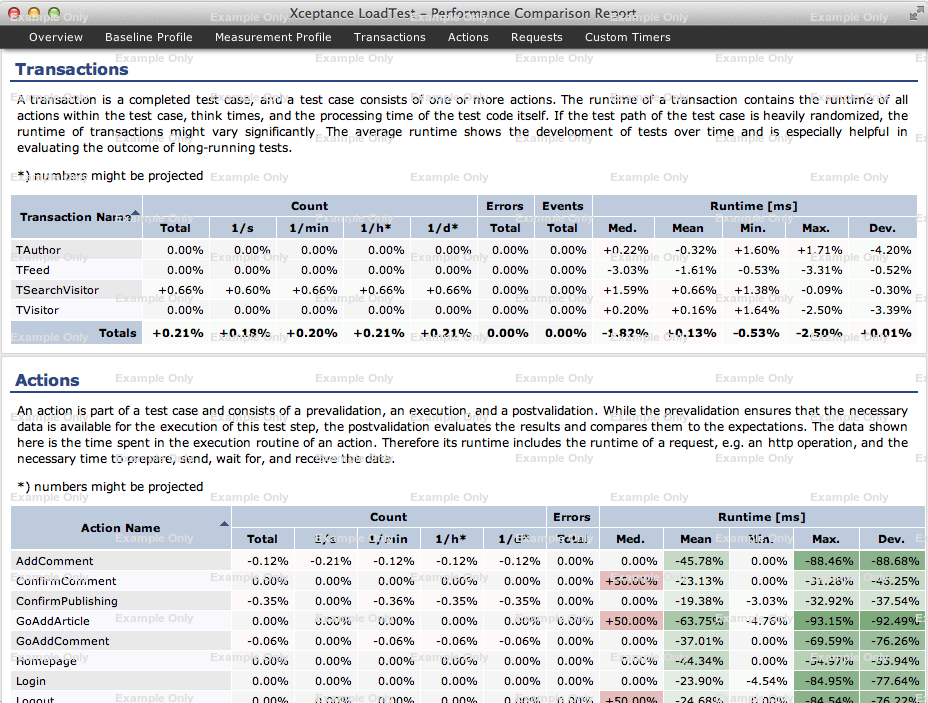 Xceptance LoadTest - Performance Comparison Report
Overview Baseline Profile Measurement Profile Transactions Actions Requests Custom Timers
Transactions
A transaction is a completed test case, and a test case consists of one or more actions. The runtime of a transaction contains the runtime of all
actions within the test case, think times, and the processing time of the test code itself. If the test path of the test case is heavily randomized, the
runtime of transactions might vary significantly. The average runtime shows the development of tests over time and is especially helpful in
evaluating the outcome of long-running tests.
*) numbers might be projected
Transaction Name Count Errors Events Runtime [ms]
Total 1/s 1/min 1/h* 1/d* Total Total Med. Mean Min. Max. Dev.
TAuthor 0.00% 0.00% 0.00% 0.00% 0.00% 0.00% 0.00% +0.22% -0.32% +1.60% +1.71% -4.20%
TFeed 0.00% 0.00% 0.00% 0.00% 0.00% 0.00% 0.00% -3.03% -1.61% -0.53% -3.31% -0.52%
TSearchVisitor +0.66% +0.60% +0.66% +0.66% +0.66% 0.00% 0.00% +1.59% +0.66% +1.38% -0.09% -0.30%
TVisitor 0.00% 0.00% 0.00% 0.00% 0.00% 0.00% 0.00% +0.20% +0.16% +1.64% -2.50% -3.39%
Totals +0.21% +0.18% +0.20% +0.21% +0.21% 0.00% 0.00% -1.82% +0.13% -0.53% -2.50% +0.01%
Actions
An action is part of a test case and consists of a prevalidation, an execution, and a postvalidation. While the prevalidation ensures that the necessary
data is available for the execution of this test step, the postvalidation evaluates the results and compares them to the expectations. The data shown
here is the time spent in the execution routine of an action. Therefore its runtime includes the runtime of a request, e.g. an http operation, and the
necessary time to prepare, send, wait for, and receive the data.
*) numbers might be projected
Action Name Count Errors Runtime [ms]
Total 1/s 1/min 1/h* 1/d* Total Med. Mean Min. Max. Dev.
AddComment -0.12% -0.21% -0.12% -0.12% -0.12% 0.00% 0.00% -45.78% 0.00% -88.46% -88.68%
ConfirmComment 0.00% 0.00% 0.00% 0.00% 0.00% 0.00% +50.00% -23.13% 0.00% -31.28% -43.25%
ConfirmPublishing -0.35% 0.00% -0.36% -0.35% -0.35% 0.00% 0.00% -19.38% -3.03% -32.92% -37.54%
GoAddArticle 0.00% 0.00% 0.00% 0.00% 0.00% 0.00% +50.00% -63.75% -4.76% -93.15% -92.49%
GoAddComment -0.06% 0.00% -0.06% -0.06% -0.06% 0.00% 0.00% -37.01% 0.00% -69.59% -76.26%
Homepage 0.00% 0.00% 0.00% 0.00% 0.00% 0.00% 0.00% -44.34% 0.00% -54.97% -53.94%
Login 0.00% 0.00% 0.00% 0.00% 0.00% 0.00% 0.00% -23.90% -4.54% -84.95% -77.64%
Logout 0.00% 0.00% 0.00% 0.00% 0.00% 0.00% +50.00% -24.68% 0.00% -84.54% -76.22%
Example Only